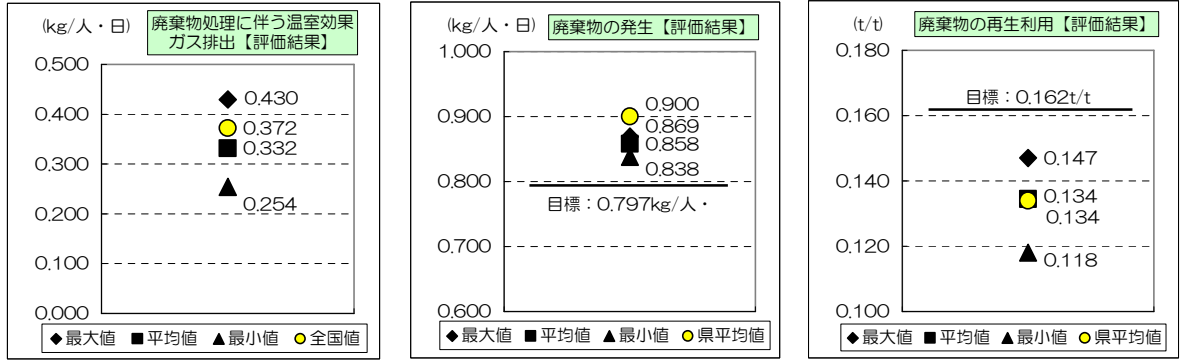 (kg/人・日)
廃棄物処理に伴う温室効果
ガス排出【評価結果】
0.500
0.400
0.300
0.200
0.100
0.000
0.430
0.372
0.332
0.254
◆最大値 ■平均値 ▲最小値 ○全国値
(kg/人・日)
廃棄物の発生【評価結果】
1.000
0.900
0.800
0.700
0.600
0.900
0.869
0.858
0.838
目標：0.797kg/人・
◆最大値 ■平均値 ▲最小値 ○県平均値
(t/t)
廃棄物の再生利用【評価結果】
0.180
0.160
0.140
0.120
0.100
目標：0.162t/t
0.147
0.134
0.134
0.118
◆最大値 ■平均値 ▲最小値 ○県平均値